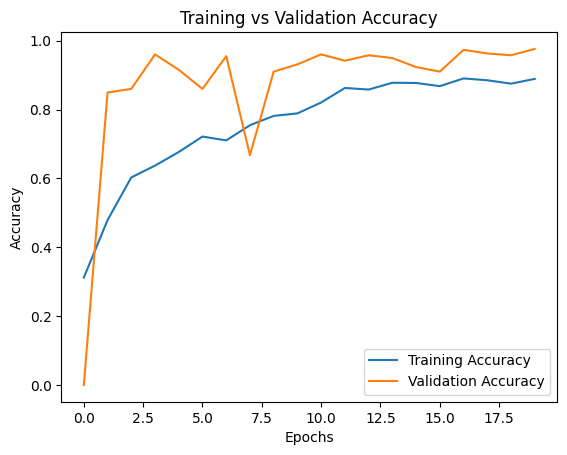 Training vs Validation Accuracy
1.0
0.8
0.6
0.4
0.2
0.0
Accuracy
Training Accuracy
Validation Accuracy
0.0 2.5 5.0 7.5 10.0 12.5 15.0 17.5
Epochs